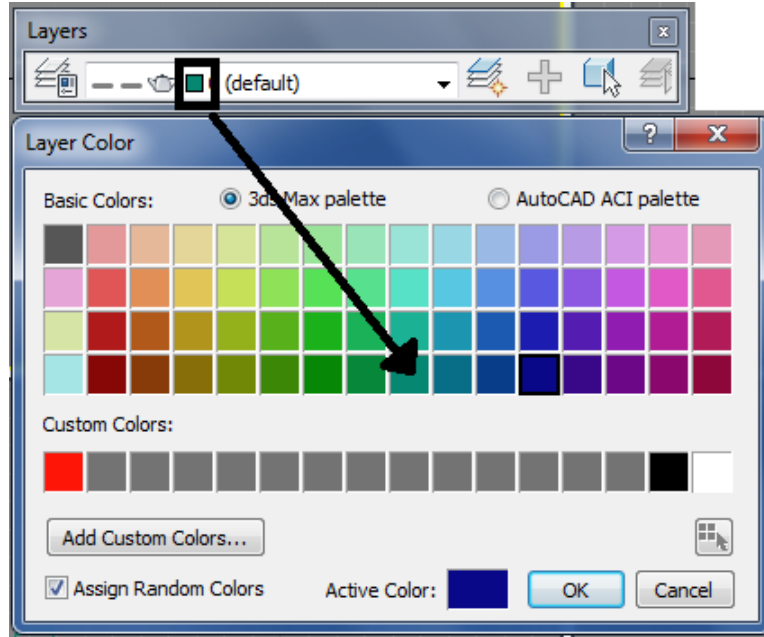 Layers
(default)
Layer Color
Basic Colors: 3ds Max palette AutoCAD ACI palette
Custom Colors:
Add Custom Colors...
Assign Random Colors Active Color: OK Cancel